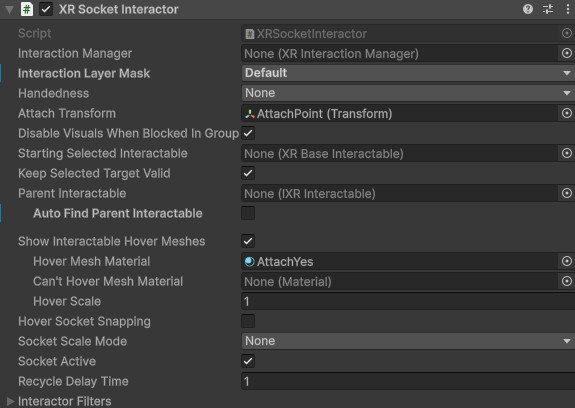 XR Socket Interactor
Script XRSocketInteractor
Interaction Manager None (XR Interaction Manager)
Interaction Layer Mask Default
Handedness None
Attach Transform AttachPoint (Transform)
Disable Visuals When Blocked In Group
Starting Selected Interactable None (XR Base Interactable)
Keep Selected Target Valid
Parent Interactable None (IXR Interactable)
Auto Find Parent Interactable
Show Interactable Hover Meshes
Hover Mesh Material AttachYes
Can't Hover Mesh Material None (Material)
Hover Scale 1
Hover Socket Snapping
Socket Scale Mode None
Socket Active
Recycle Delay Time 1
Interactor Filters